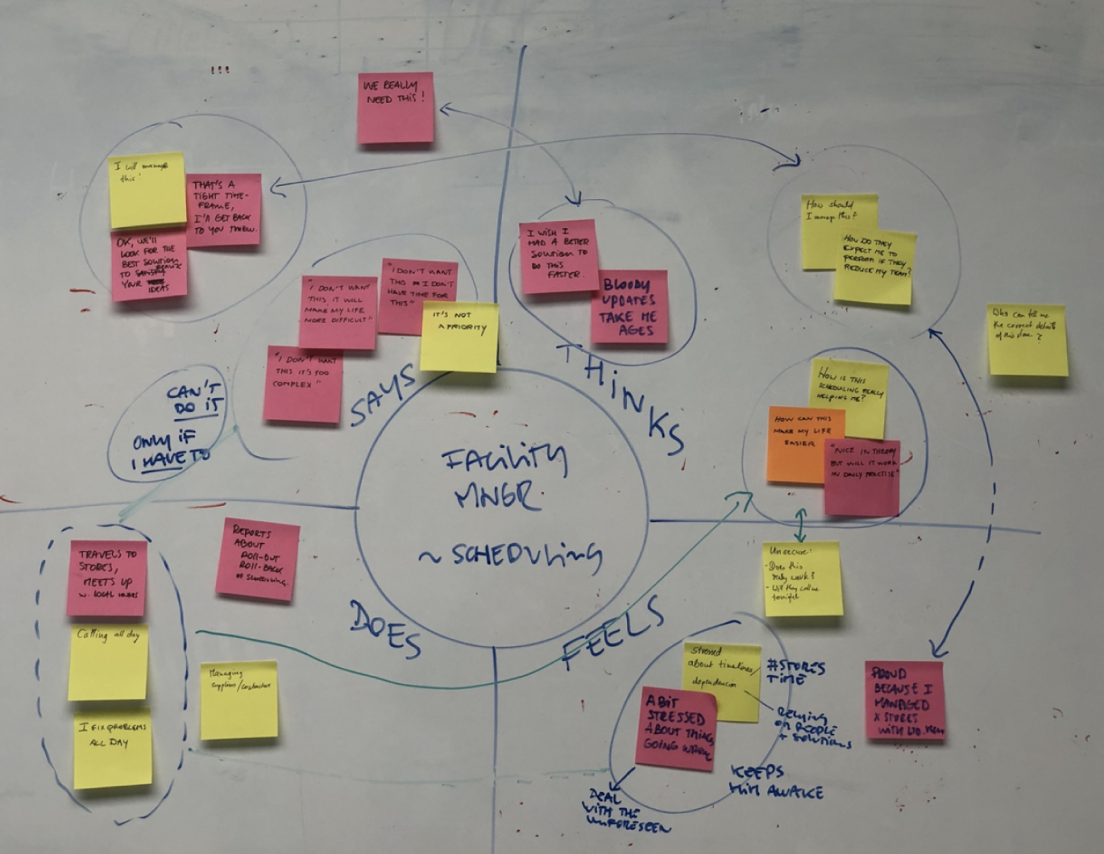 !!!
WE REALLY
NEED THIS!
I will manage
this!
THAT'S A
TIGHT TIME-
FRAME,
I'LL GET BACK
TO YOU
OK, WE'LL
LOOK FOR THE
BEST SOLUTION
TO
YOUR IDEAS
"I DON'T WANT
THIS IT WILL
MAKE MY LIFE
MORE DIFFICULT"
"I DON'T WANT
THIS I DON'T
HAVE TIME FOR
THIS"
IT'S NOT
A PRIORITY
"I DON'T WANT
THIS IT'S TOO
COMPLEX"
SAYS
CAN'T
DO IT
ONLY IF
I HAVE TO
I WISH I
HAD A BETTER
SOLUTION TO
DO THIS
FASTER.
BLOODY
UPDATES
TAKE ME
AGES
THINKS
How should
I manage this?
HOW DO THEY
EXPECT ME TO
PERFORM IF THEY
REDUCE MY TEAM?
Who can tell me
the correct details
of this store?
HOW IS THIS
SCHEDULING REALLY
HELPING ME?
HOW CAN THIS
MAKE MY LIFE
EASIER
"NICE IN THEORY
BUT WILL IT WORK
IN DAILY PRACTISE"
FACILITY
MNGR
~ SCHEDULING
TRAVELS TO
STORES,
MEETS UP
W. LOCAL
Calling all day
I FIX PROBLEMS
ALL DAY
REPORTS
ABOUT
ROLL-OUT
ROLL-BACK
OF SCHEDULING.
Managing
suppliers/contractors
DOES
FEELS
Unsecure:
- Does this
really work?
- Will they call me
tonight
Stressed
about timelines/
dependencies
#STORES
TIME
RELYING
ON PEOPLE
+ SOLUTIONS
A BIT
STRESSED
ABOUT THINGS
GOING WRONG
KEEPS
HIM AWAKE
DEAL
WITH THE
UNFORESEEN
PROUD
BECAUSE I
MANAGED
X STORES
WITH LTD.